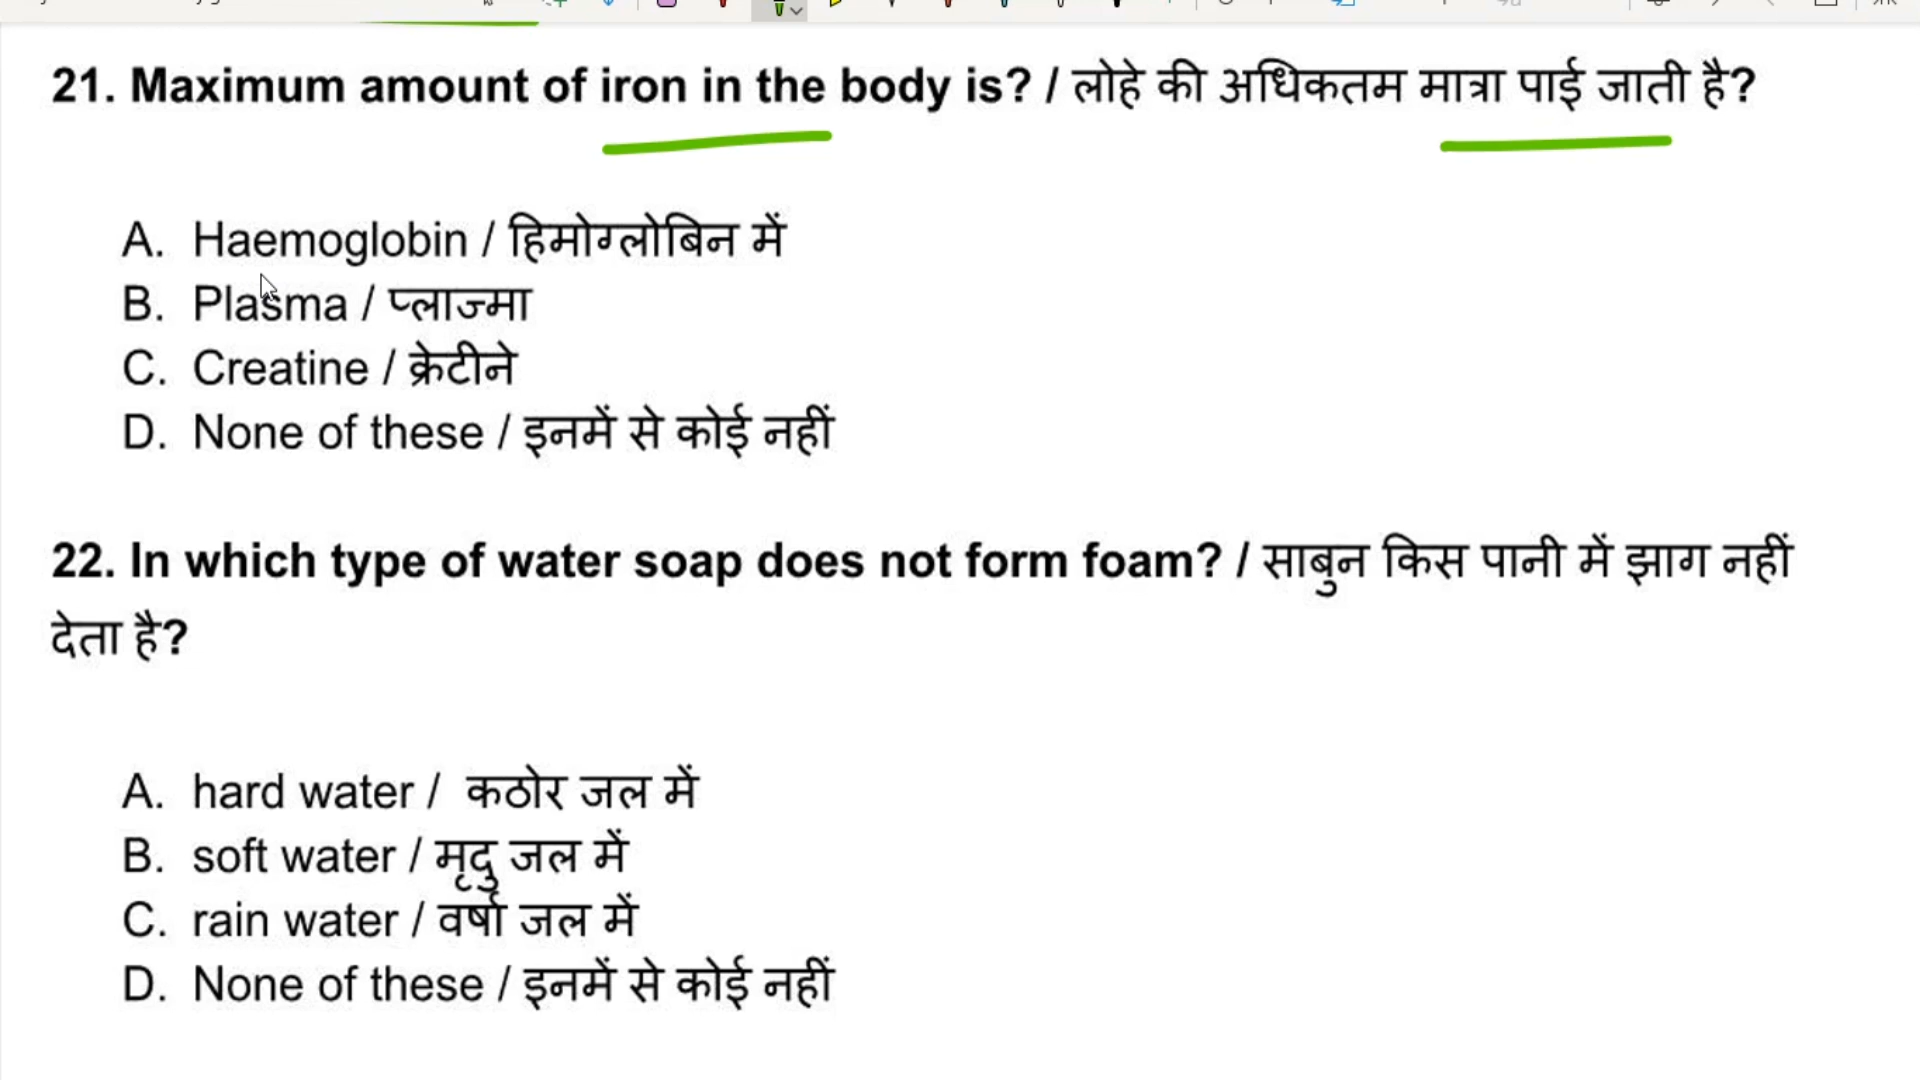 21. Maximum amount of iron in the body is? / लोहे की अधिकतम मात्रा पाई जाती है?
A. Haemoglobin / हिमोग्लोबिन में
B. Plasma / प्लाज्मा
C. Creatine / क्रेटीने
D. None of these / इनमें से कोई नहीं
22. In which type of water soap does not form foam? / साबुन किस पानी में झाग नहीं
देता है?
A. hard water / कठोर जल में
B. soft water / मृदु जल में
C. rain water / वर्षा जल में
D. None of these / इनमें से कोई नहीं